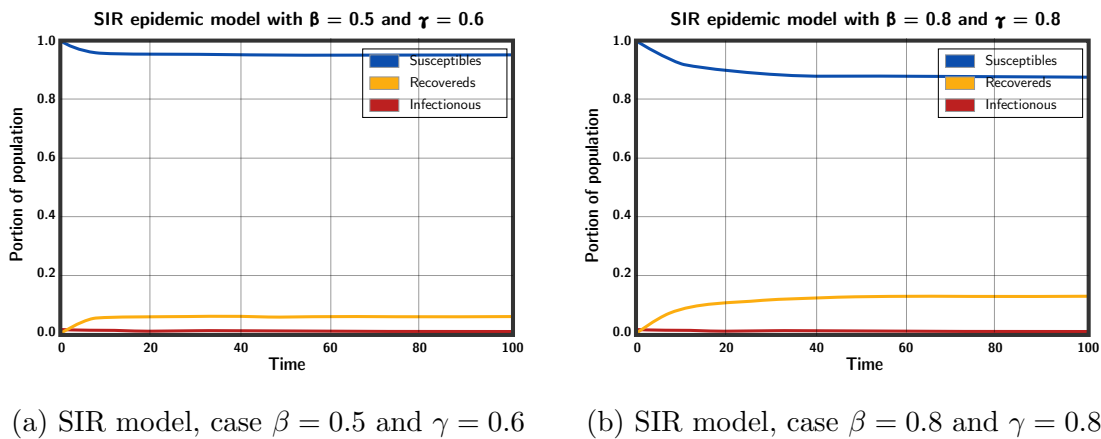 SIR epidemic model with β = 0.5 and γ = 0.6
1.0
0.8
0.6
0.4
0.2
0.0
Portion of population
Susceptibles
Recovereds
Infectionous
0
20
40
60
80
100
Time
(a) SIR model, case β = 0.5 and γ = 0.6
SIR epidemic model with β = 0.8 and γ = 0.8
1.0
0.8
0.6
0.4
0.2
0.0
Portion of population
Susceptibles
Recovereds
Infectionous
0
20
40
60
80
100
Time
(b) SIR model, case β = 0.8 and γ = 0.8